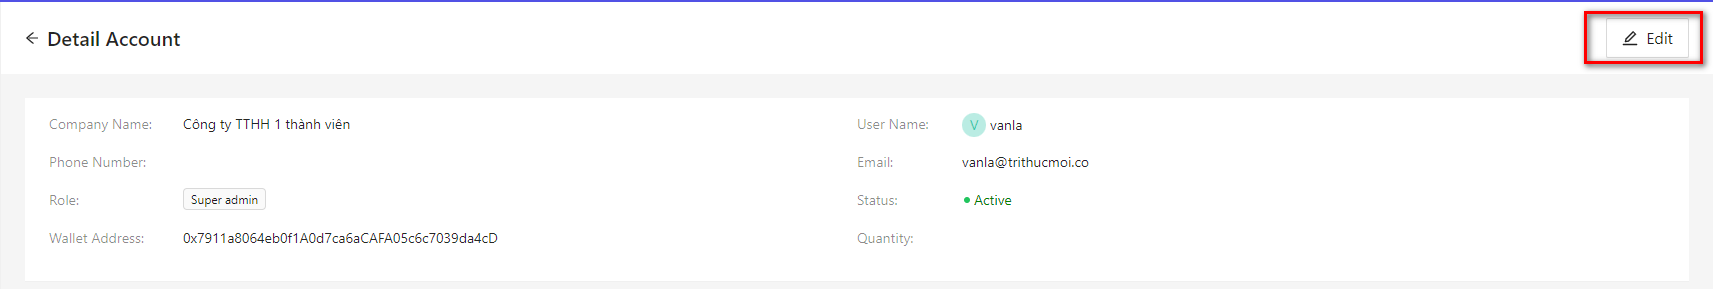 Detail Account
Edit
Company Name: Công ty TTHH 1 thành viên
User Name: V vanla
Phone Number:
Email: vanla@trithucmoi.co
Role: Super admin
Status: Active
Wallet Address: 0x7911a8064eb0f1A0d7ca6aCAFA05c6c7039da4cD
Quantity: